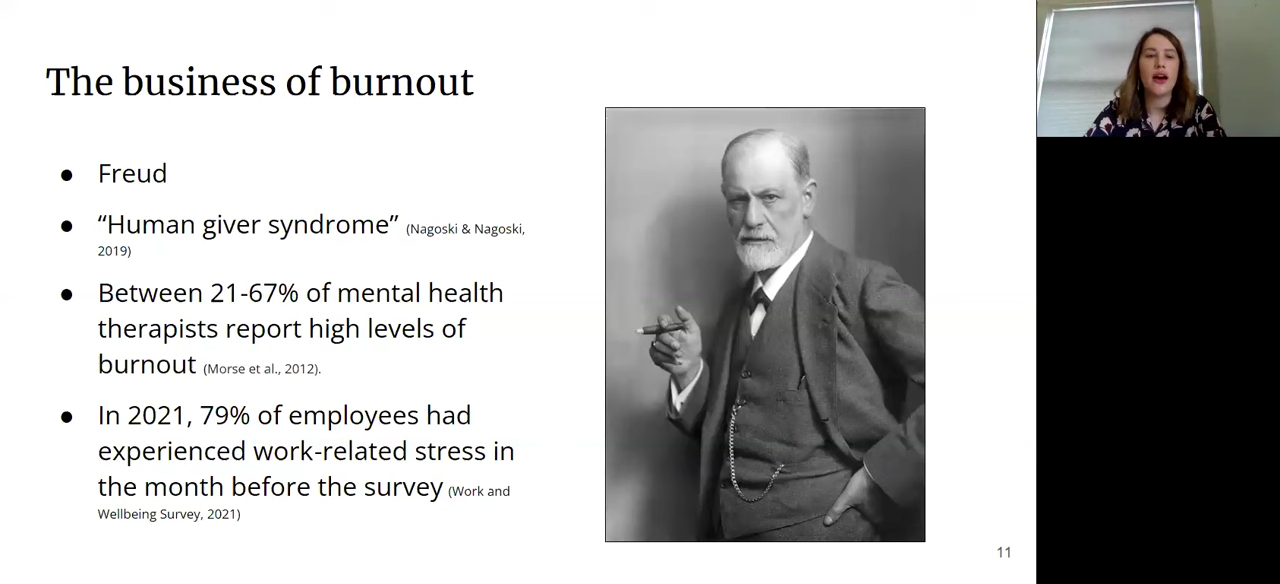 The business of burnout
● Freud
● “Human giver syndrome” (Nagoski & Nagoski,
2019)
● Between 21-67% of mental health
therapists report high levels of
burnout (Morse et al., 2012).
● In 2021, 79% of employees had
experienced work-related stress in
the month before the survey (Work and
Wellbeing Survey, 2021)
11